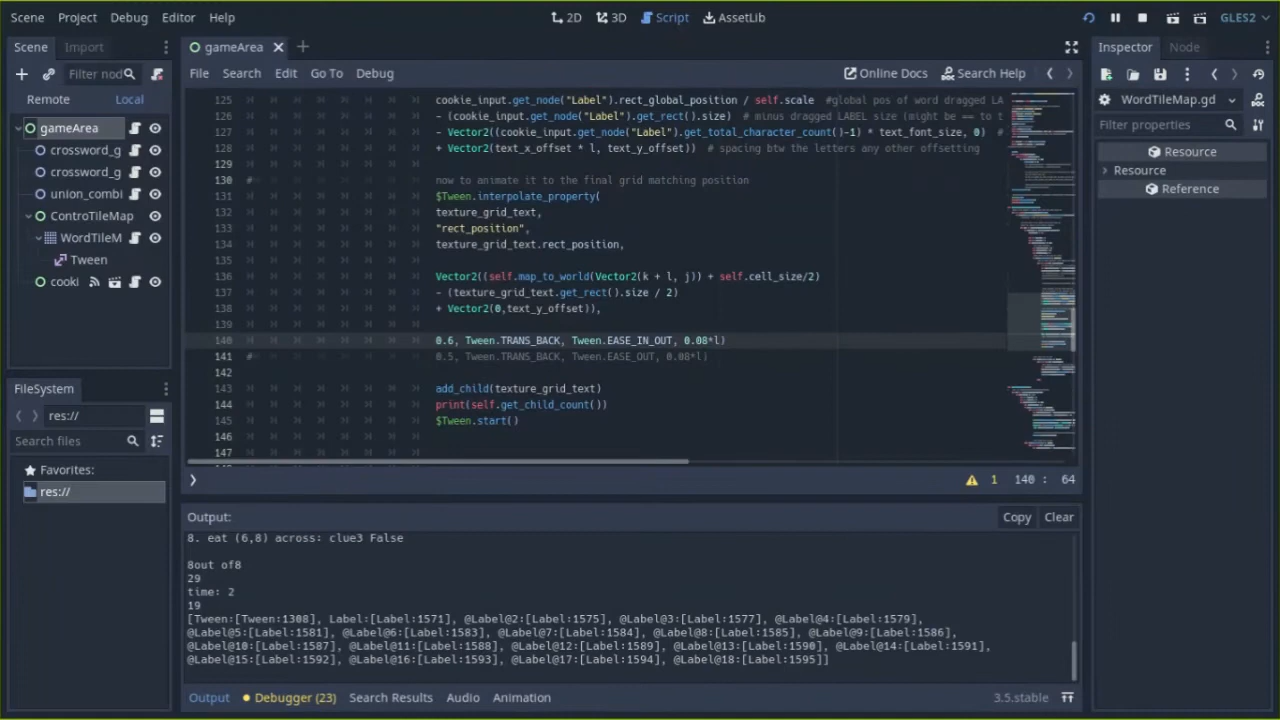 Scene Project Debug Editor Help
2D 3D Script AssetLib
GLES2
Scene Import
gameArea
Inspector Node
Filter nod
File Search Edit Go To Debug
Online Docs Search Help
Remote Local
WordTileMap.gd
Filter properties
Resource
Resource
Reference
gameArea
crossword_g
crossword_g
union_combi
ControTileMap
WordTileM
Tween
cooki
125 cookie_input.get_node("Label").rect_global_position / self.scale #global pos of word dragged LA
126 - (cookie_input.get_node("Label").get_rect().size) # minus dragged LABEL size (might be == to t
127 - Vector2((cookie_input.get_node("Label").get_total_character_count()-1) * text_font_size, 0) #
128 + Vector2(text_x_offset * l, text_y_offset)) # spacing btw the letters any other offsetting
129
130 # now to animate it to the final grid matching position
131 $Tween.interpolate_property(
132 texture_grid_text,
133 "rect_position",
134 texture_grid_text.rect_position,
135
136 Vector2((self.map_to_world(Vector2(k + l, j)) + self.cell_size/2)
137 - (texture_grid_text.get_rect().size / 2)
138 + Vector2(0,text_y_offset)),
139
140 0.6, Tween.TRANS_BACK, Tween.EASE_IN_OUT, 0.08*l)
141 # 0.5, Tween.TRANS_BACK, Tween.EASE_OUT, 0.08*l)
142
143 add_child(texture_grid_text)
144 print(self.get_child_count())
145 $Tween.start()
146
147
1 140 : 64
FileSystem
res://
Search files
Favorites:
res://
Output: Copy Clear
8. eat (6,8) across: clue3 False
8out of8
29
time: 2
19
[Tween:[Tween:1308], Label:[Label:1571], @Label@2:[Label:1575], @Label@3:[Label:1577], @Label@4:[Label:1579],
@Label@5:[Label:1581], @Label@6:[Label:1583], @Label@7:[Label:1584], @Label@8:[Label:1585], @Label@9:[Label:1586],
@Label@10:[Label:1587], @Label@11:[Label:1588], @Label@12:[Label:1589], @Label@13:[Label:1590], @Label@14:[Label:1591],
@Label@15:[Label:1592], @Label@16:[Label:1593], @Label@17:[Label:1594], @Label@18:[Label:1595]]
Output Debugger (23) Search Results Audio Animation
3.5.stable